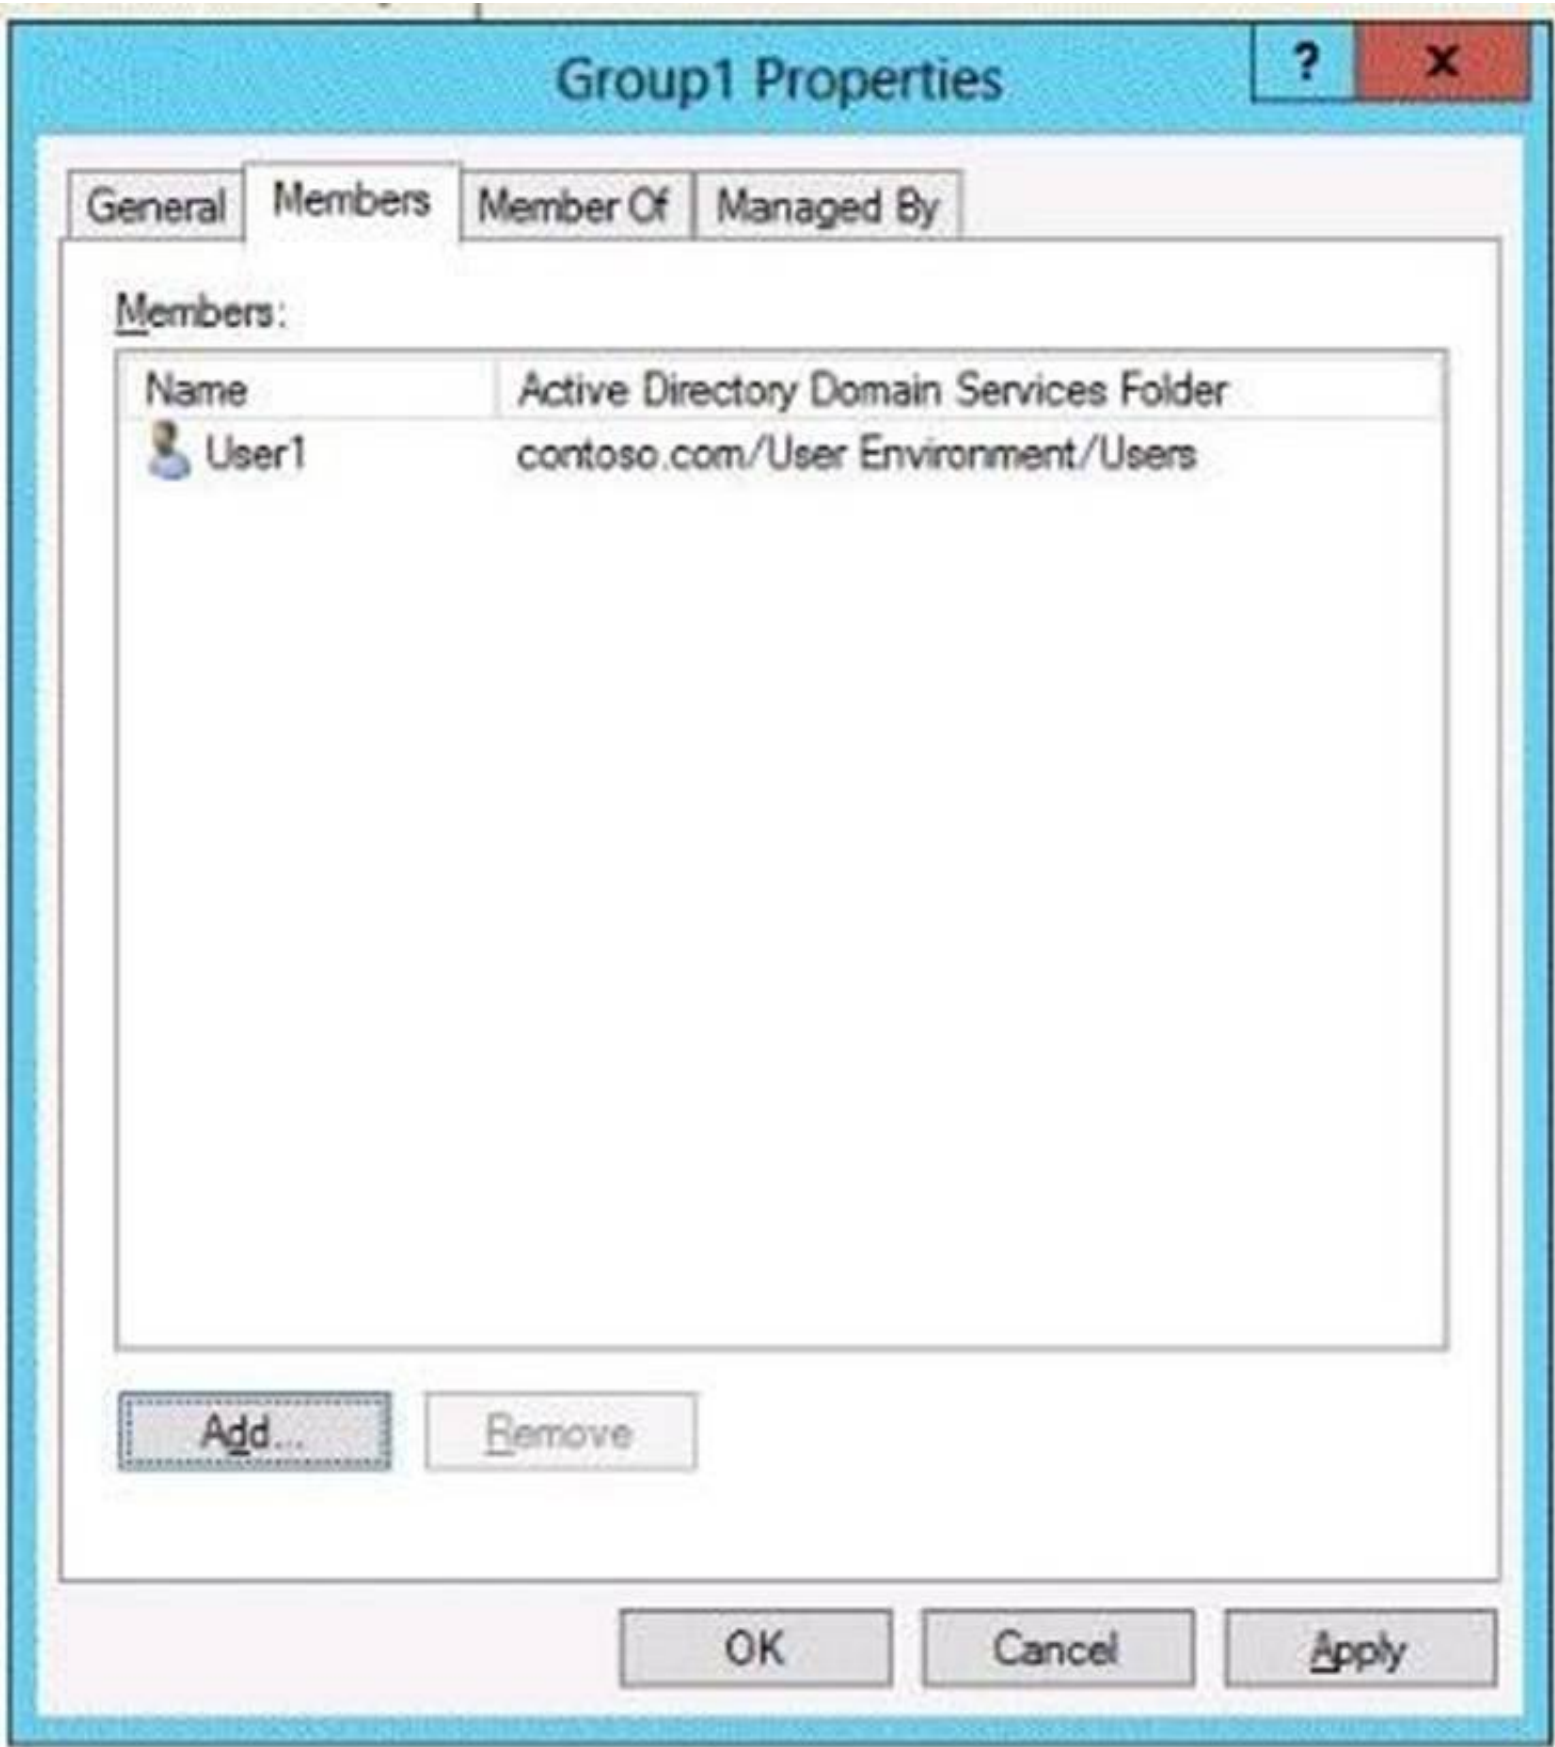 Group1 Properties
? x
General Members Member Of Managed By
Members:
Name Active Directory Domain Services Folder
User1 contoso.com/User Environment/Users
Add... Remove
OK Cancel Apply